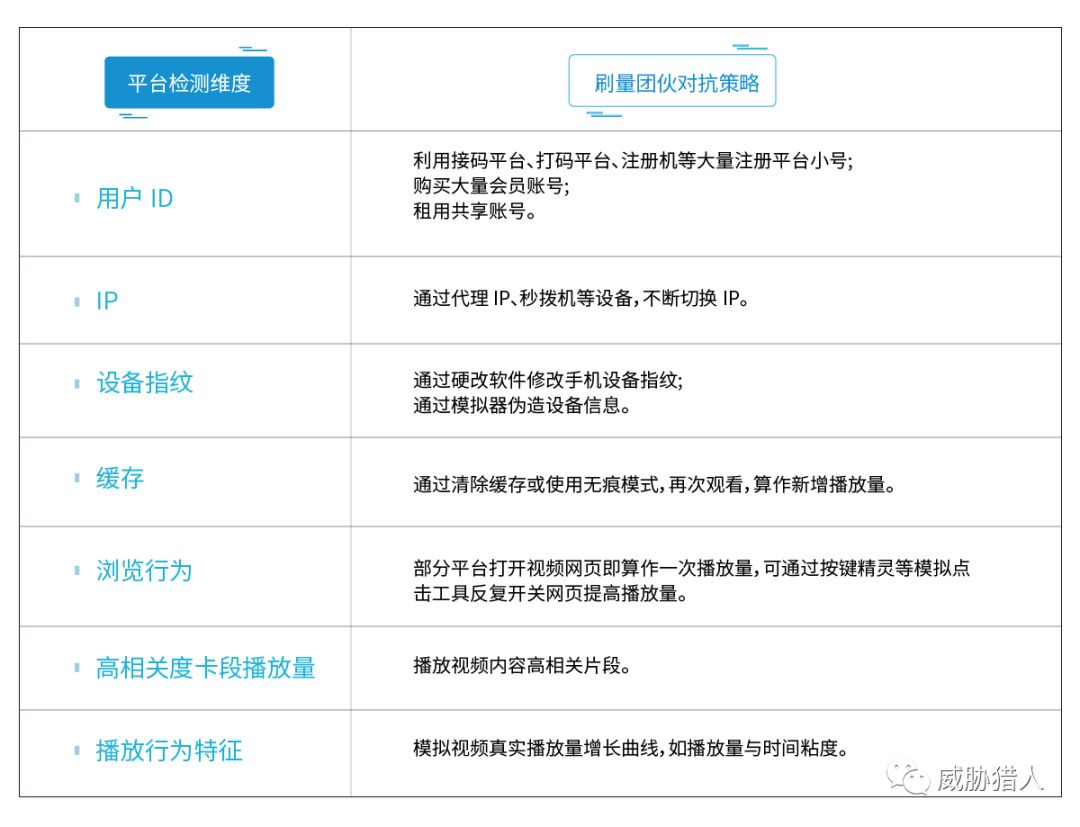 平台检测维度
刷量团伙对抗策略
用户 ID
利用接码平台、打码平台、注册机等大量注册平台小号;
购买大量会员账号;
租用共享账号。
IP
通过代理 IP、秒拨机等设备,不断切换 IP。
设备指纹
通过硬改软件修改手机设备指纹;
通过模拟器伪造设备信息。
缓存
通过清除缓存或使用无痕模式,再次观看,算作新增播放量。
浏览行为
部分平台打开视频网页即算作一次播放量,可通过按键精灵等模拟点
击工具反复开关网页提高播放量。
高相关度卡段播放量
播放视频内容高相关片段。
播放行为特征
模拟视频真实播放量增长曲线,如播放量与时间粘度。
威胁猎人